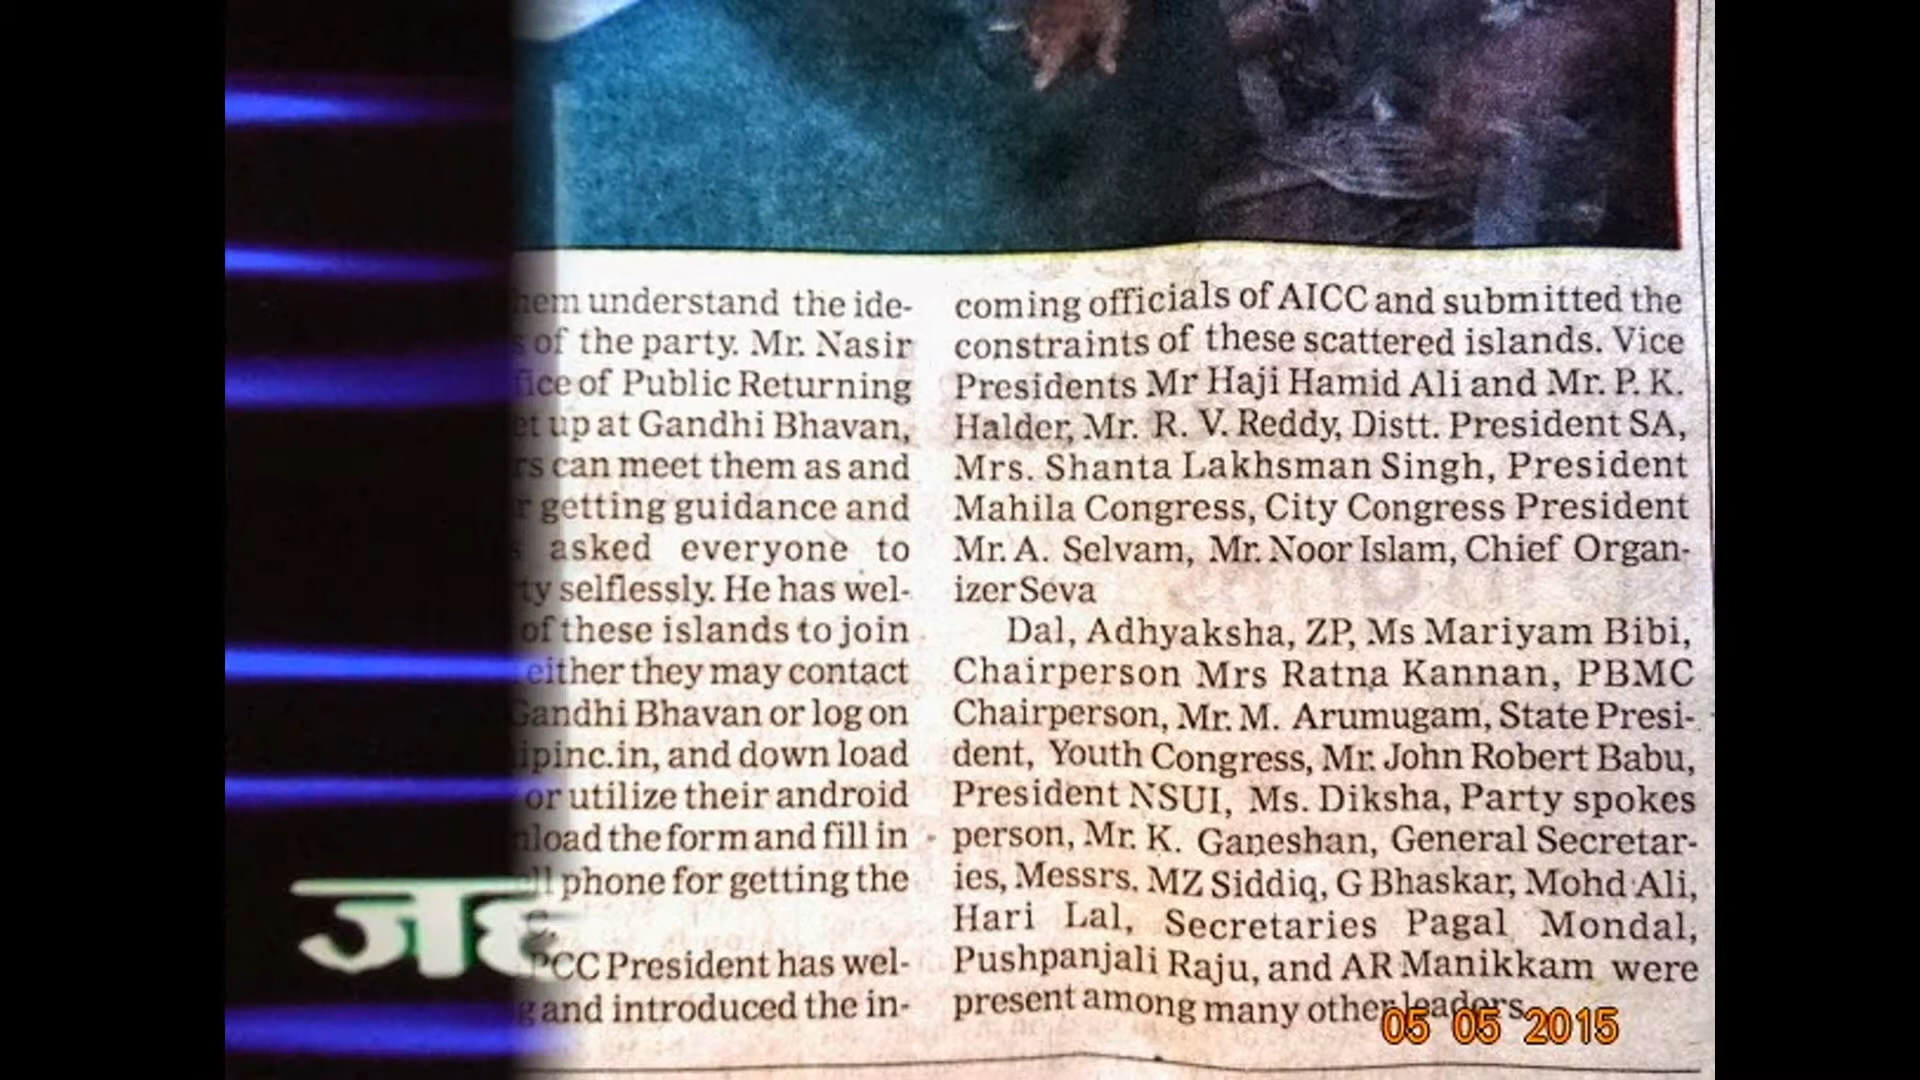 understand the ide-
of the party. Mr. Nasir
of Public Returning
up at Gandhi Bhavan,
can meet them as and
getting guidance and
asked everyone to
selflessly. He has wel-
of these islands to join
either they may contact
Gandhi Bhavan or log on
and down load
or utilize their android
the form and fill in
phone for getting the
President has wel-
and introduced the in-
coming officials of AICC and submitted the
constraints of these scattered islands. Vice
Presidents Mr Haji Hamid Ali and Mr. P. K.
Halder, Mr. R. V. Reddy, Distt. President SA,
Mrs. Shanta Lakhsman Singh, President
Mahila Congress, City Congress President
Mr. A. Selvam, Mr. Noor Islam, Chief Organ-
izer Seva
Dal, Adhyaksha, ZP, Ms Mariyam Bibi,
Chairperson Mrs Ratna Kannan, PBMC
Chairperson, Mr. M. Arumugam, State Presi-
dent, Youth Congress, Mr. John Robert Babu,
President NSUI, Ms. Diksha, Party spokes
person, Mr. K. Ganeshan, General Secretar-
ies, Messrs. MZ Siddiq, G Bhaskar, Mohd Ali,
Hari Lal, Secretaries Pagal Mondal,
Pushpanjali Raju, and AR Manikkam were
present among many other leaders.
05 05 2015